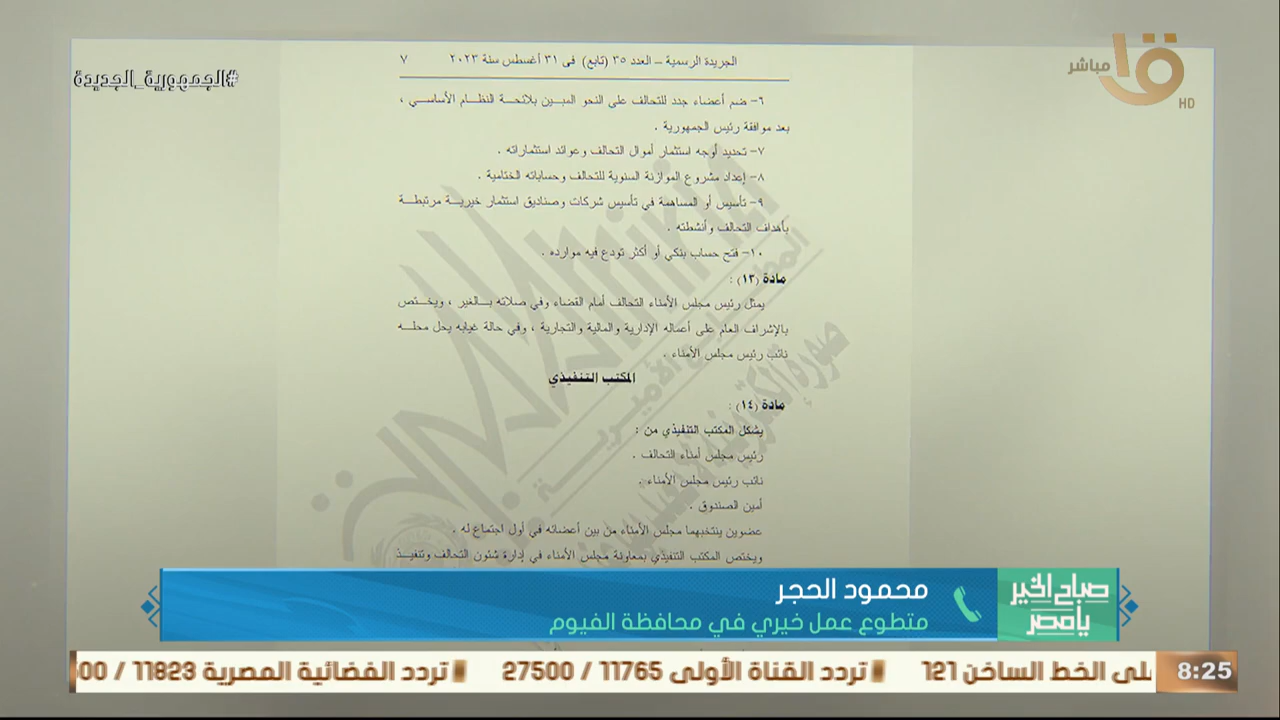 #الجمهورية_الجديدة
مباشر
HD
الجريدة الرسمية – العدد ٣٥ (تابع) فى ٣١ أغسطس سنة ٢٠٢٣ ٧
٦- ضم أعضاء جدد للتحالف على النحو المبين بلائحة النظام الأساسي ،
بعد موافقة رئيس الجمهورية .
٧- تحديد أوجه استثمار أموال التحالف وعوائد استثماراته .
٨- إعداد مشروع الموازنة السنوية للتحالف وحساباته الختامية .
٩- تأسيس أو المساهمة في تأسيس شركات وصناديق استثمار خيرية مرتبطة
بأهداف التحالف وأنشطته .
١٠- فتح حساب بنكي أو أكثر تودع فيه موارده .
مادة (١٣) :
يمثل رئيس مجلس الأمناء التحالف أمام القضاء وفي صلاته بالغير ، ويختص
بالإشراف العام على أعماله الإدارية والمالية والتجارية ، وفي حالة غيابه يحل محله
نائب رئيس مجلس الأمناء .
المكتب التنفيذي
مادة (١٤) :
يشكل المكتب التنفيذي من :
رئيس مجلس أمناء التحالف .
نائب رئيس مجلس الأمناء .
أمين الصندوق .
عضوين ينتخبهما مجلس الأمناء من بين أعضائه في أول اجتماع له .
ويختص المكتب التنفيذي بمعاونة مجلس الأمناء في إدارة شئون التحالف وتنفيذ
صباح الخير
يا مصر
محمود الحجر
متطوع عمل خيري في محافظة الفيوم
8:25
لى الخط الساخن 121 تردد القناة الأولى 11765 / 27500 تردد الفضائية المصرية 11823 /